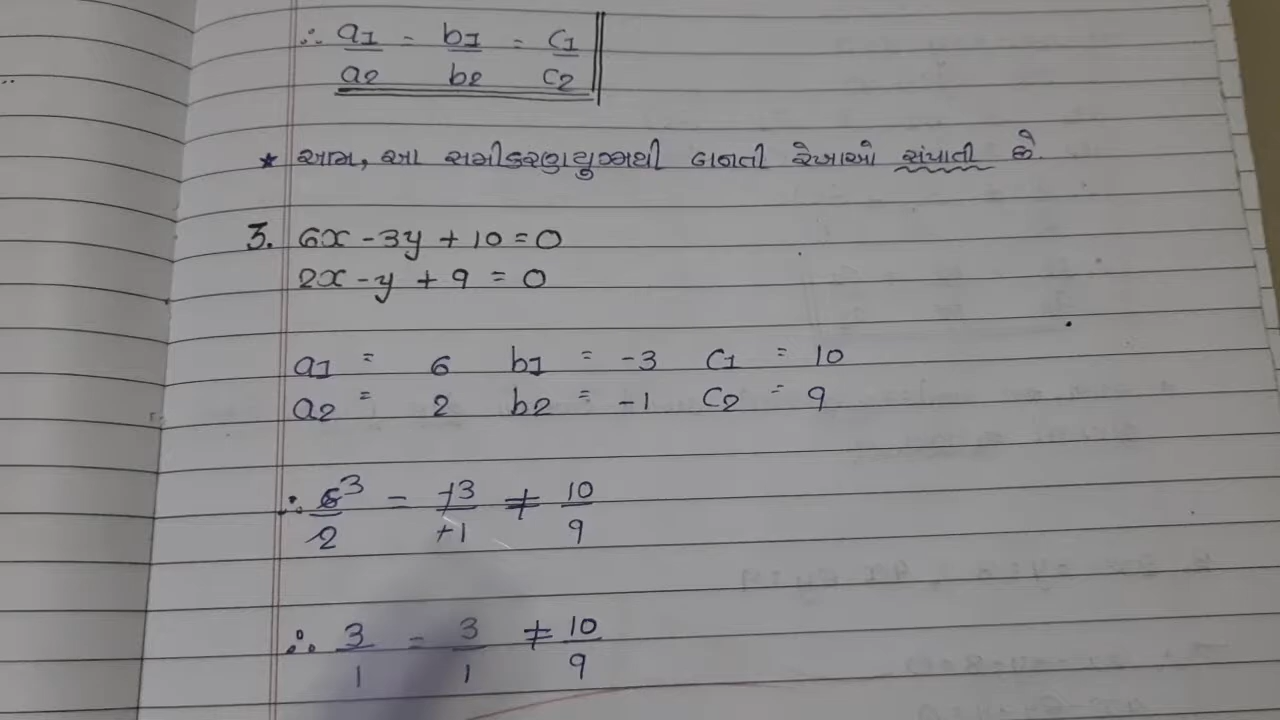 ∴ a1/a2 = b1/b2 = c1/c2
* આમ, આ સમીકરણયુગ્મથી બનતી રેખાઓ સંપાતી છે.
3. 6x - 3y + 10 = 0
2x - y + 9 = 0
a1 = 6 b1 = -3 c1 = 10
a2 = 2 b2 = -1 c2 = 9
∴ 6³/2 = -3/-1 ≠ 10/9
∴ 3/1 = 3/1 ≠ 10/9